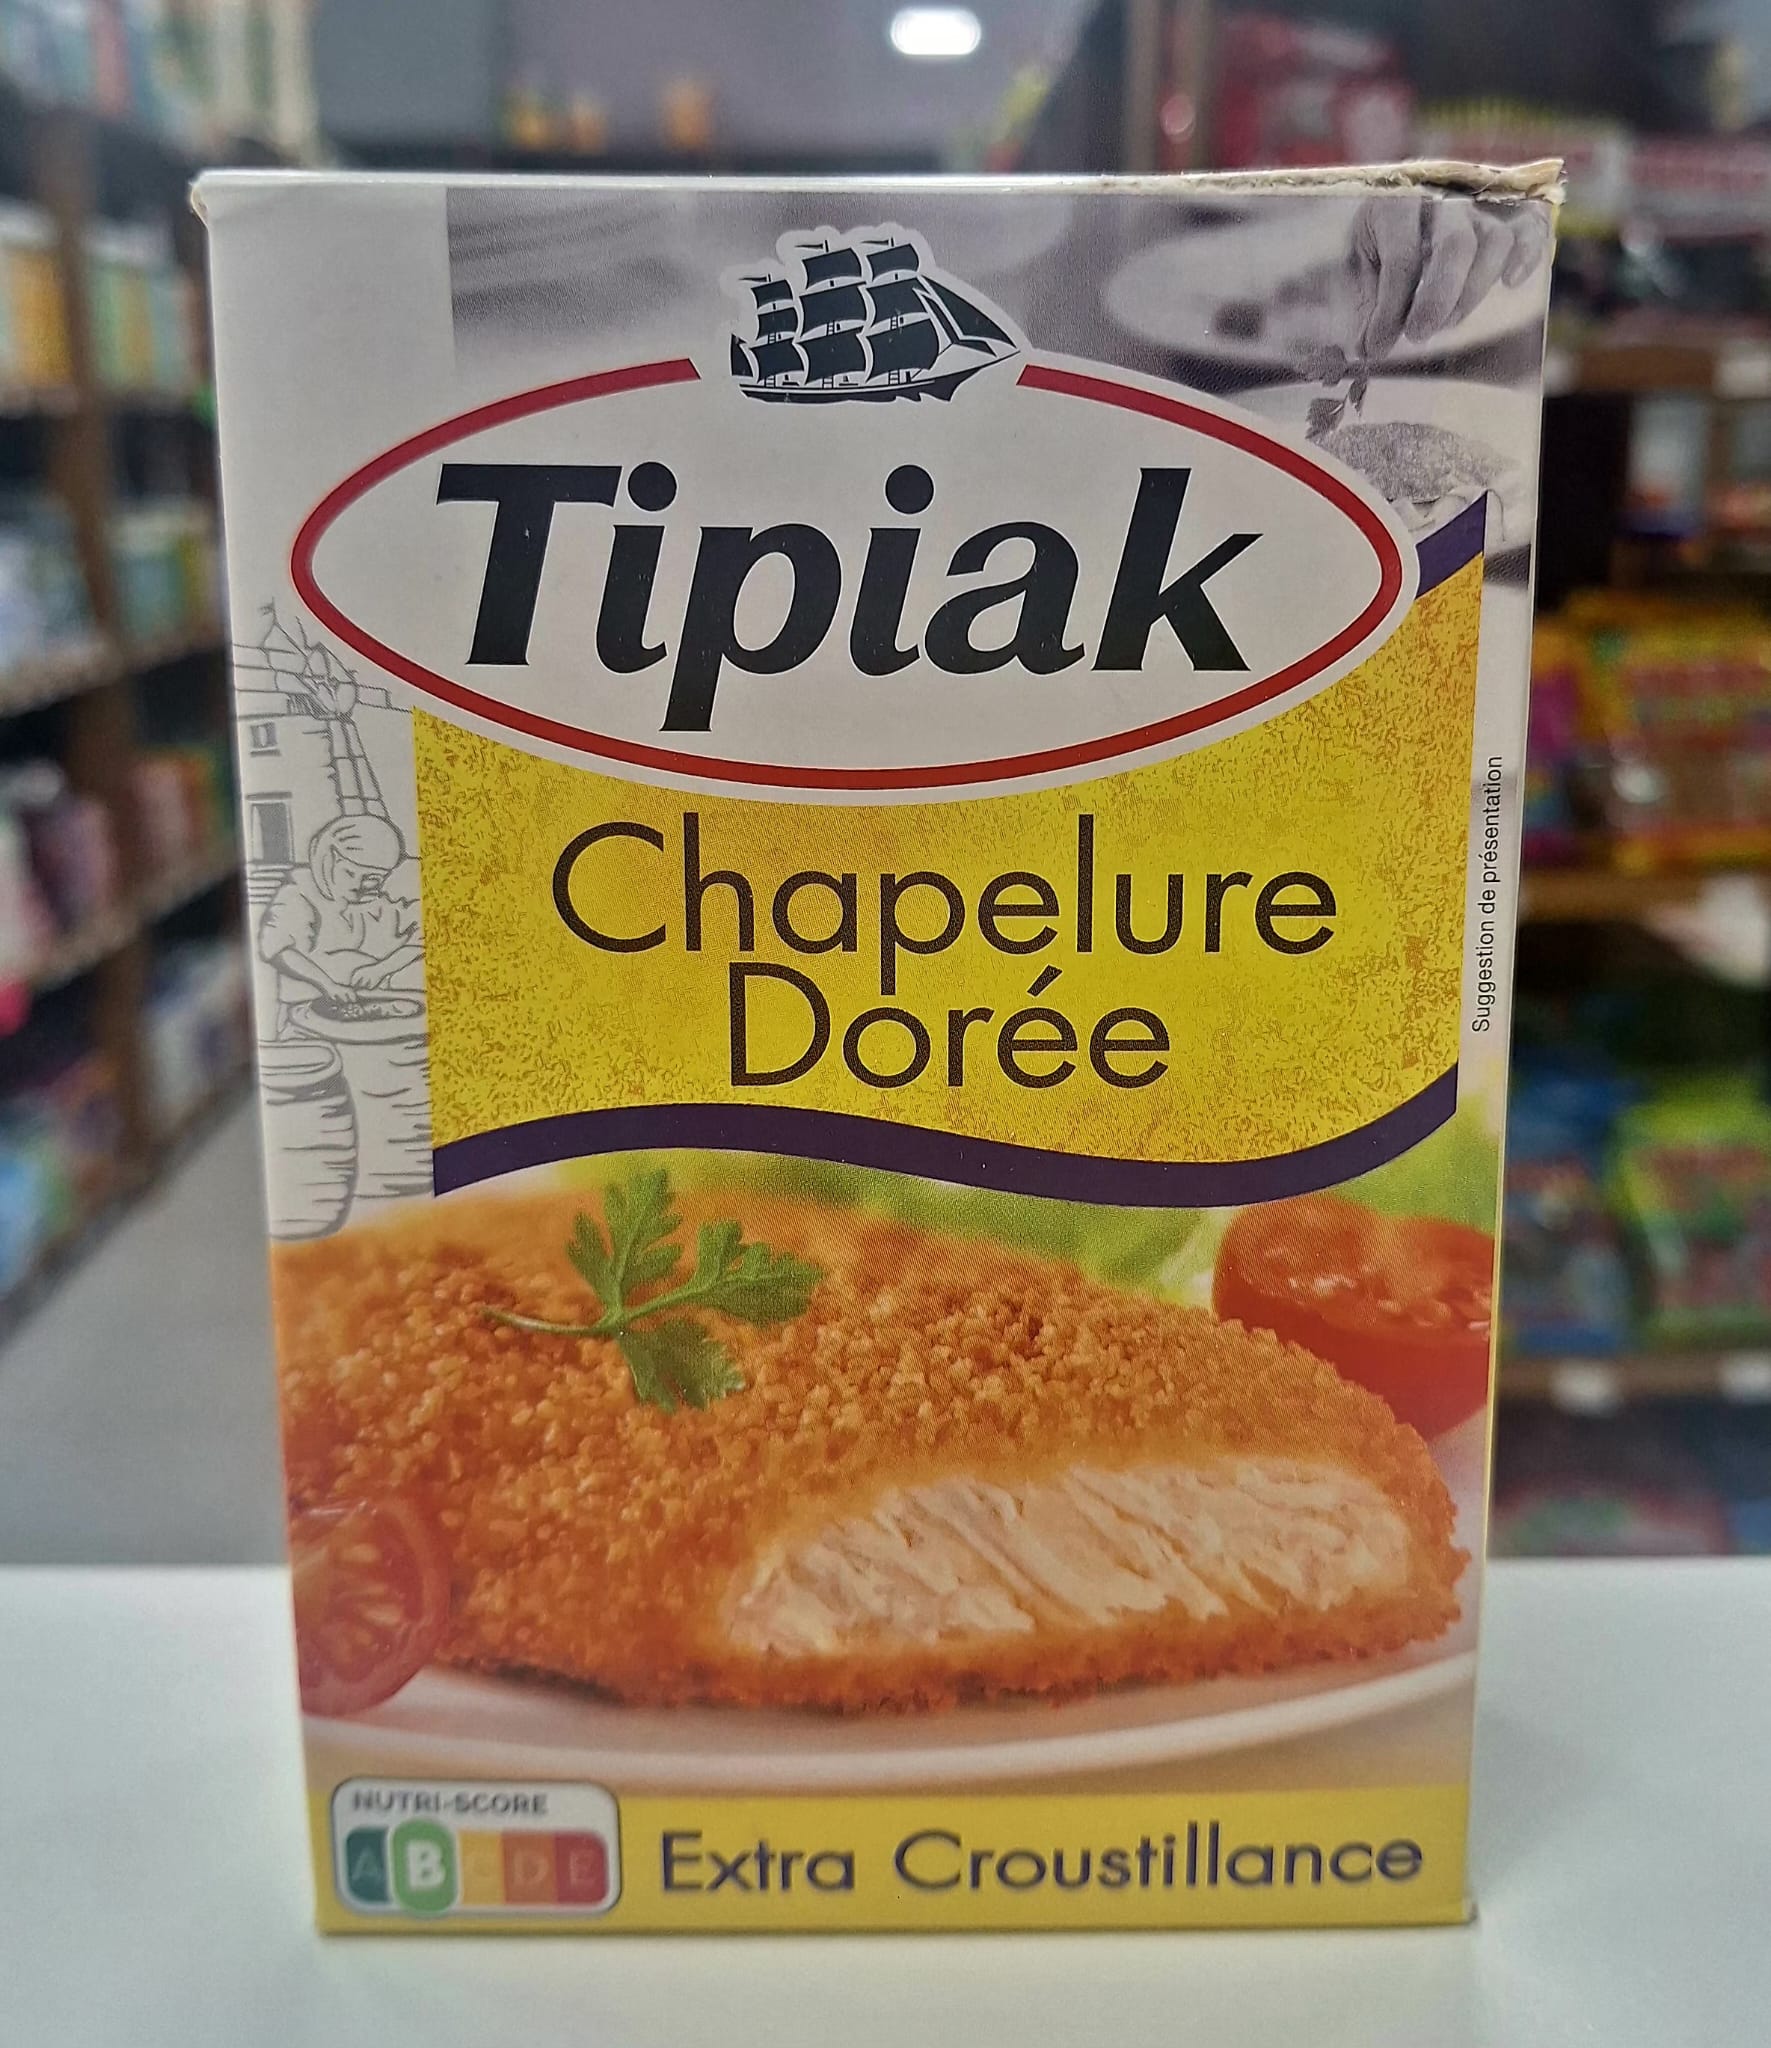 Tipiak
Chapelure
Dorée
Suggestion de présentation
NUTRI-SCORE
A B C D E
Extra Croustillance